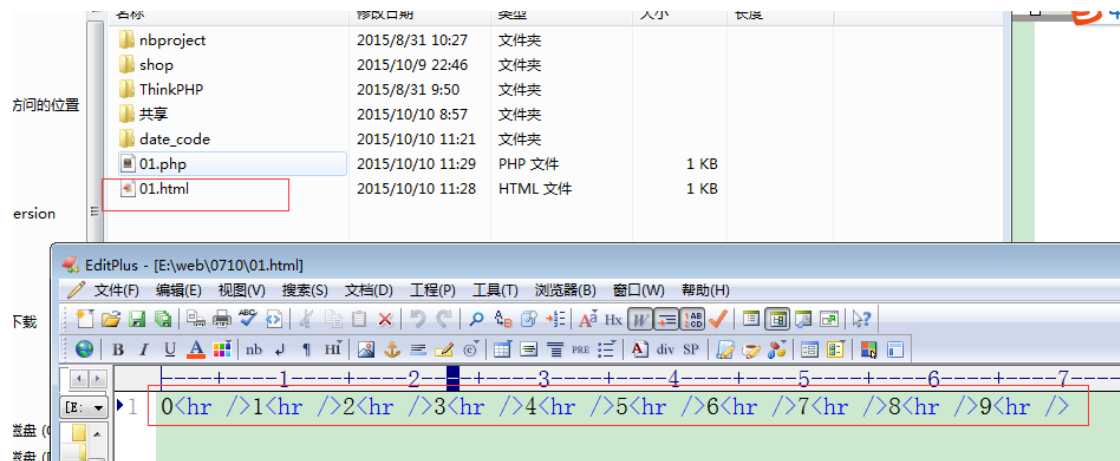 名称 修改日期 类型 大小 长度
nbproject 2015/8/31 10:27 文件夹
shop 2015/10/9 22:46 文件夹
ThinkPHP 2015/8/31 9:50 文件夹
访问的位置
共享 2015/10/10 8:57 文件夹
date_code 2015/10/10 11:21 文件夹
01.php 2015/10/10 11:29 PHP 文件 1 KB
01.html 2015/10/10 11:28 HTML 文件 1 KB
ersion
EditPlus - [E:\web\0710\01.html]
文件(F) 编辑(E) 视图(V) 搜索(S) 文档(D) 工程(P) 工具(T) 浏览器(B) 窗口(W) 帮助(H)
下载
Hx W
B I U A nb HI PRE A div SP
----+----1----+----2----+----3----+----4----+----5----+----6----+----7----
[E: 1 0<hr />1<hr />2<hr />3<hr />4<hr />5<hr />6<hr />7<hr />8<hr />9<hr />
磁盘 (
磁盘 (